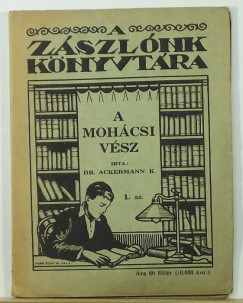 A
ZÁSZLÓNK
KÖNYVTÁRA
A
MOHÁCSI
VÉSZ
IRTA:
DR. ACKERMANN K.
1. sz.
Ára 80 fillér (10.000 kor.)